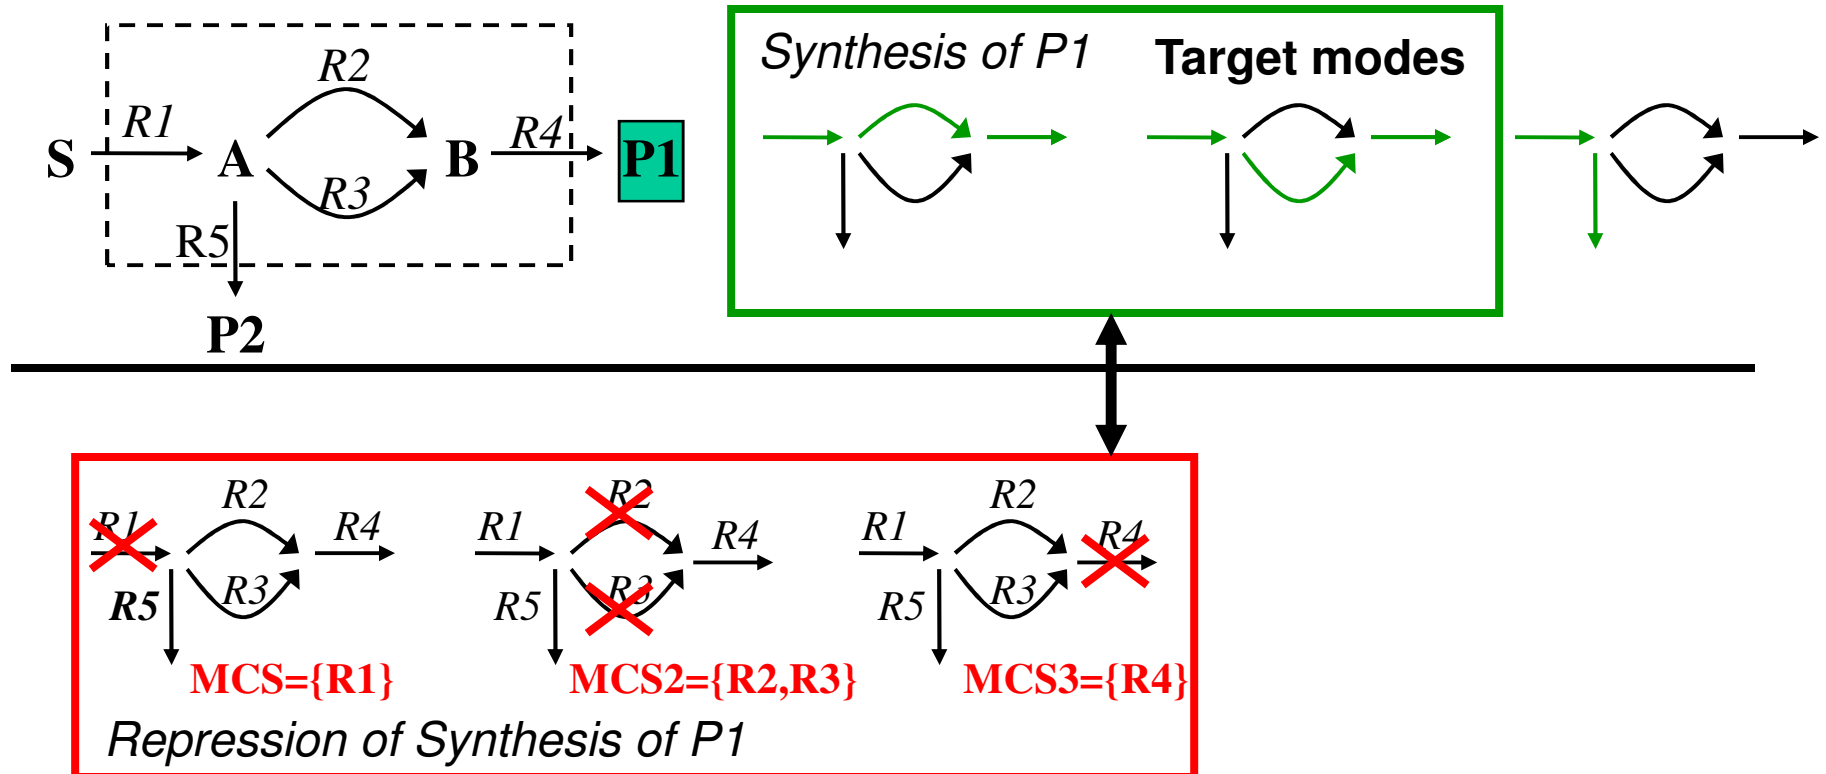 Synthesis of P1 Target modes
R2
S R1 A B R4 P1
R3
R5
P2
R1 R2 R4 R1 R2 R4 R1 R2 R4
R5 R3 R5 R3 R5 R3
MCS={R1} MCS2={R2,R3} MCS3={R4}
Repression of Synthesis of P1